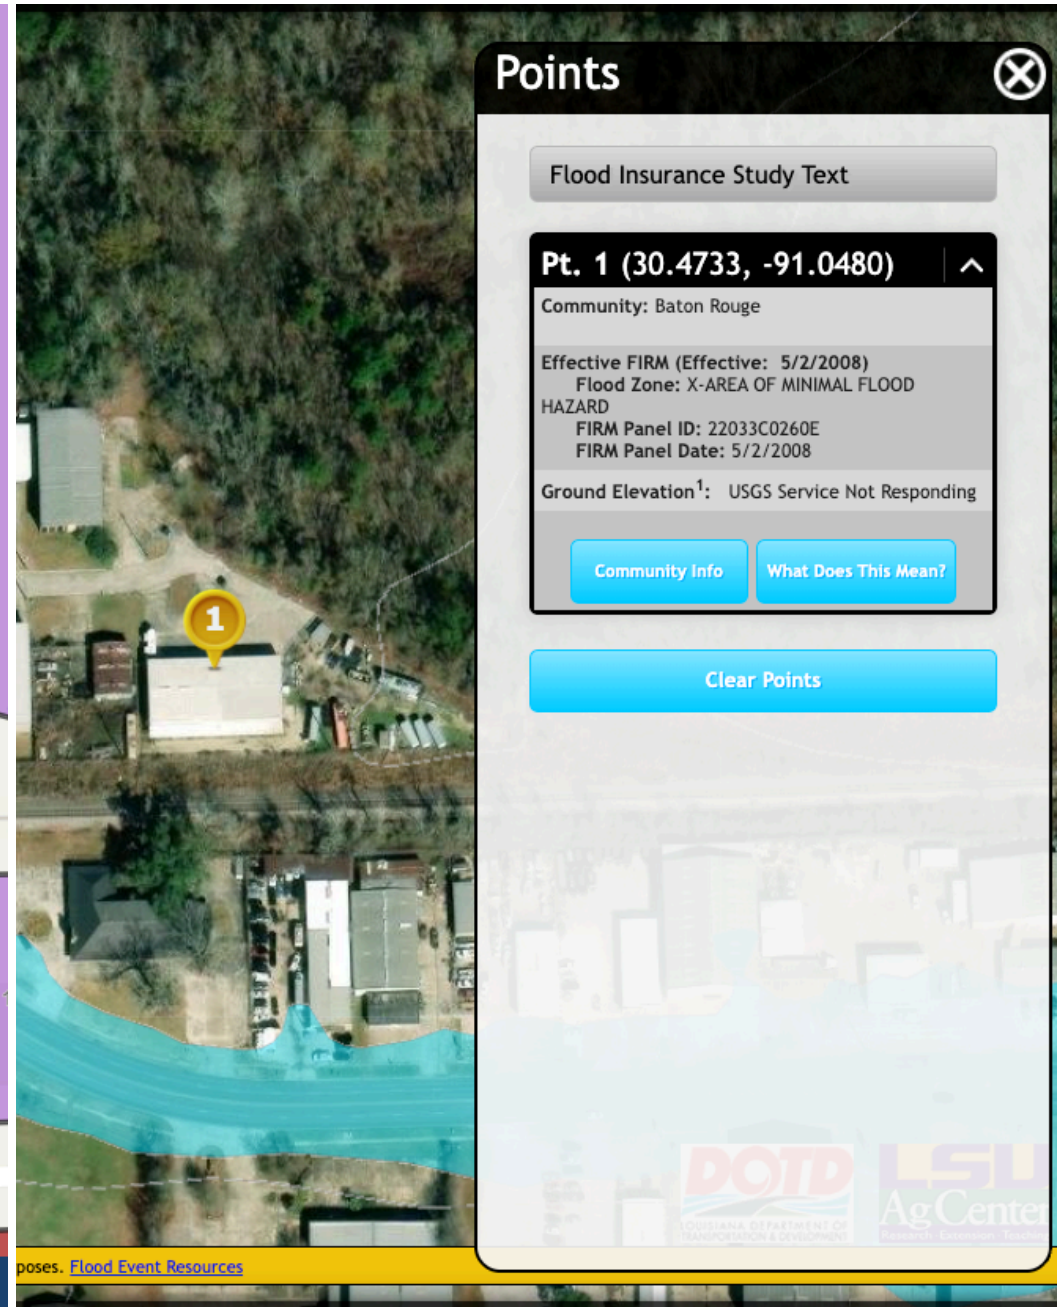 Points
Flood Insurance Study Text
Pt. 1 (30.4733, -91.0480)
Community: Baton Rouge
Effective FIRM (Effective: 5/2/2008)
Flood Zone: X-AREA OF MINIMAL FLOOD
HAZARD
FIRM Panel ID: 22033C0260E
FIRM Panel Date: 5/2/2008
Ground Elevation1: USGS Service Not Responding
Community Info
What Does This Mean?
Clear Points
1
DOTD
LOUISIANA DEPARTMENT OF
TRANSPORTATION & DEVELOPMENT
LSU
AgCenter
Research · Extension · Teaching
poses. Flood Event Resources